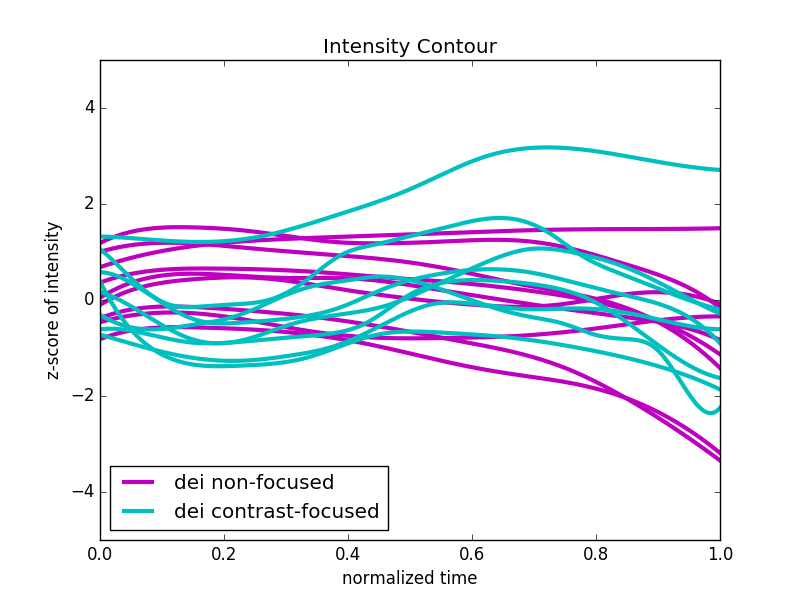 Intensity Contour
z-score of intensity
4
2
0
−2
−4
dei non-focused
dei contrast-focused
0.0 0.2 0.4 0.6 0.8 1.0
normalized time